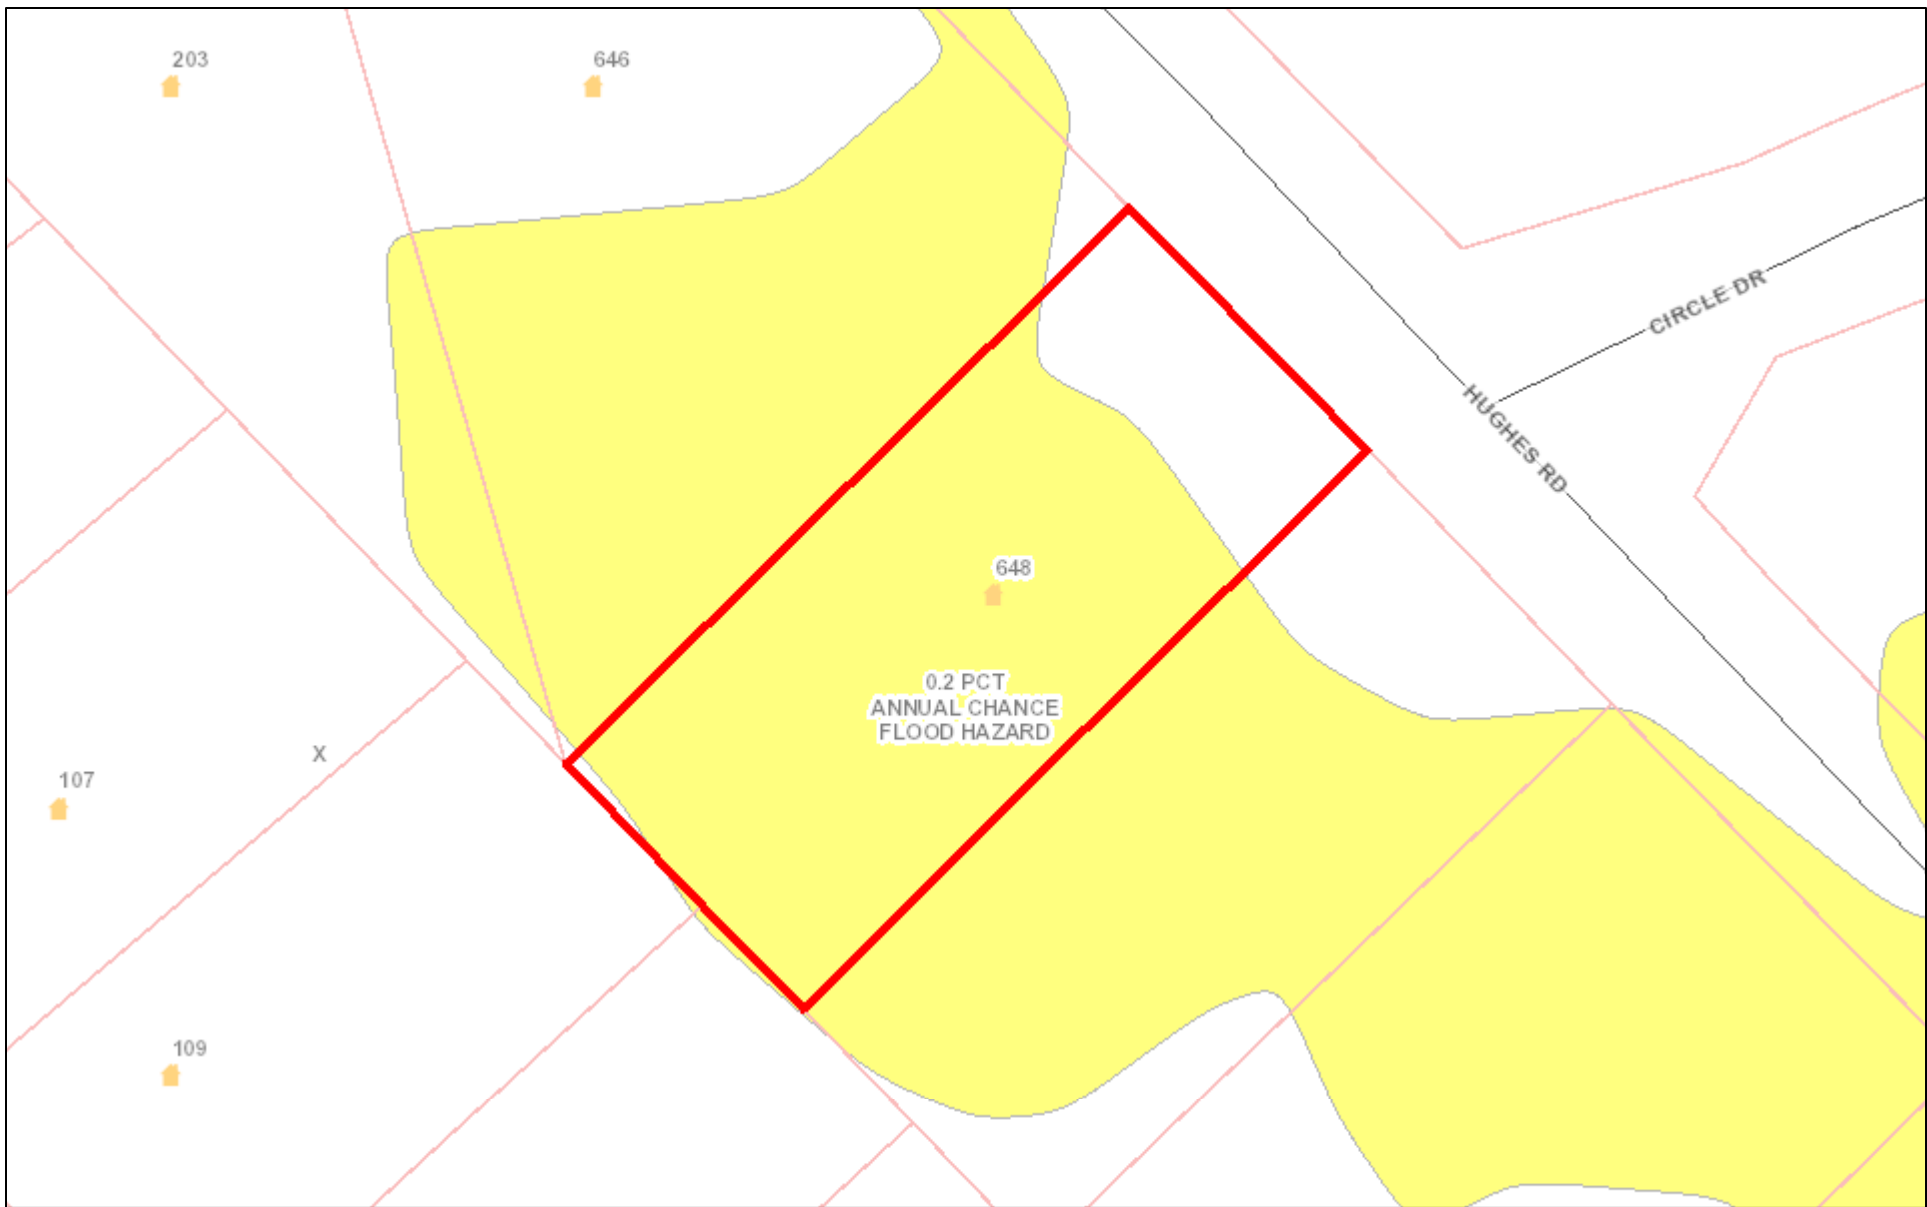 203
646
CIRCLE DR
HUGHES RD
648
0.2 PCT
ANNUAL CHANCE
FLOOD HAZARD
X
107
109